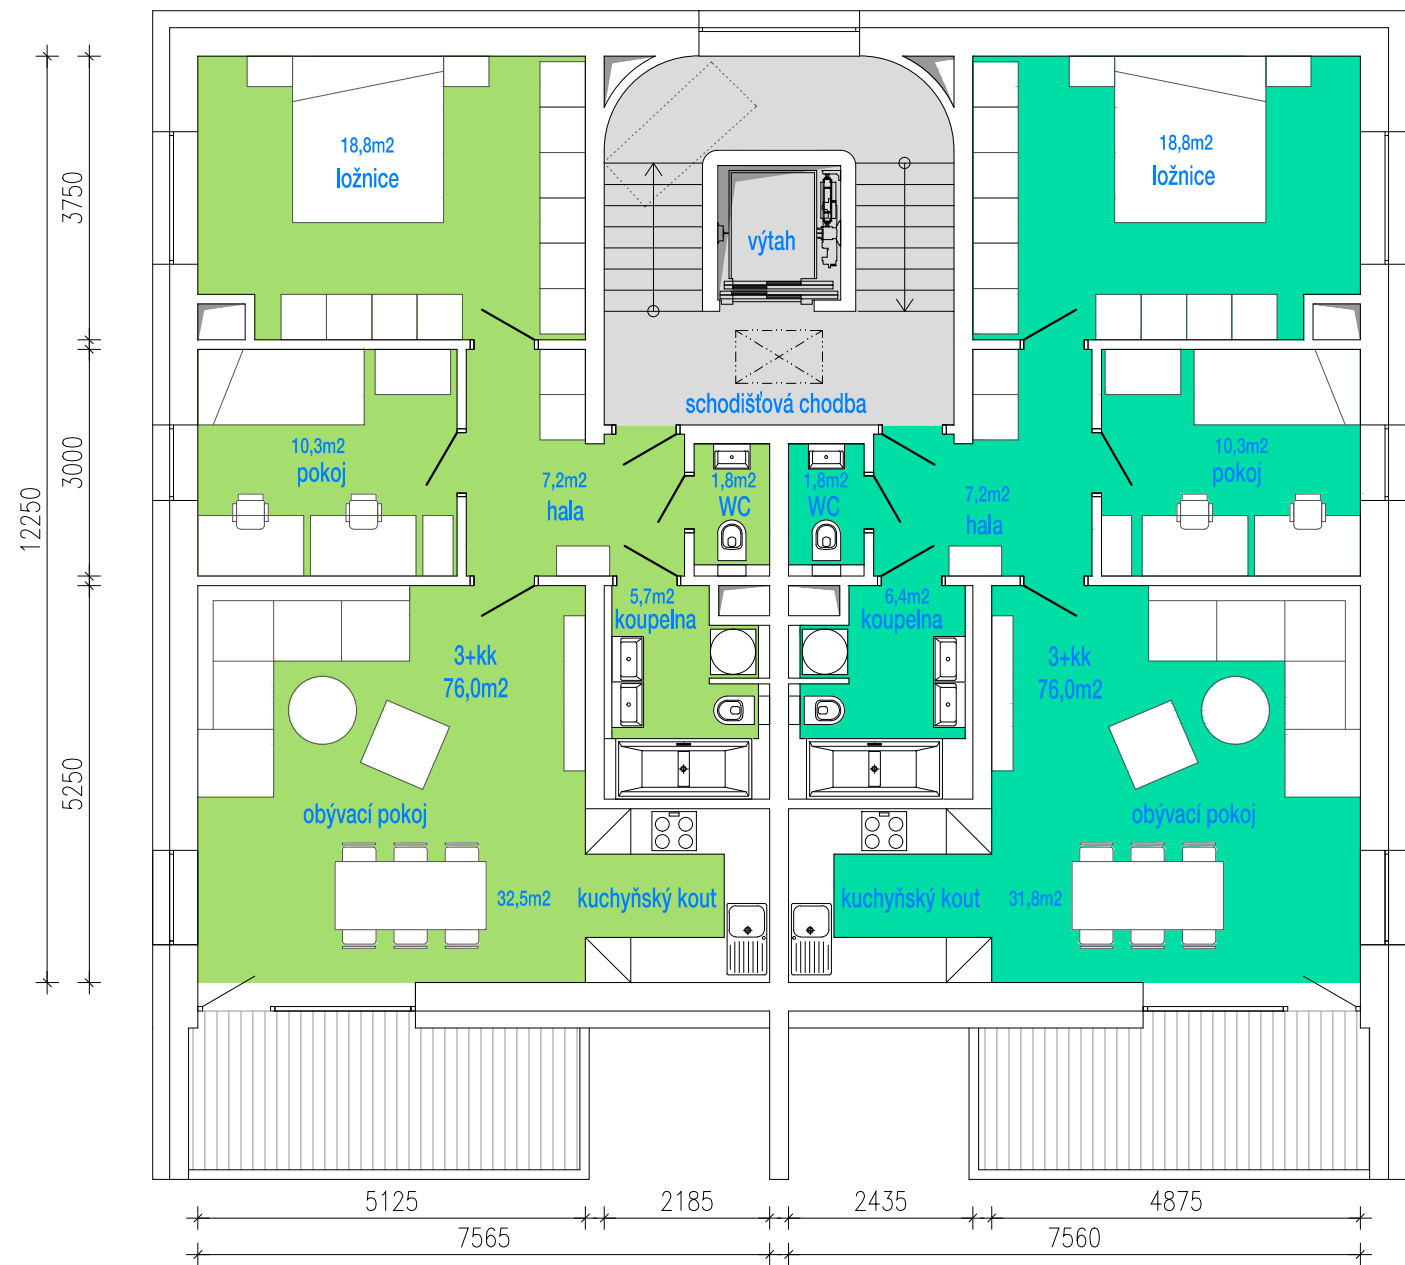 18,8m2
ložnice
18,8m2
ložnice
výtah
schodišťová chodba
10,3m2
pokoj
7,2m2
hala
1,8m2
WC
1,8m2
WC
7,2m2
hala
10,3m2
pokoj
5,7m2
koupelna
6,4m2
koupelna
3+kk
76,0m2
3+kk
76,0m2
obývací pokoj
obývací pokoj
32,5m2
kuchyňský kout
kuchyňský kout
31,8m2
3750
3000
12250
5250
5125
2185
2435
4875
7565
7560